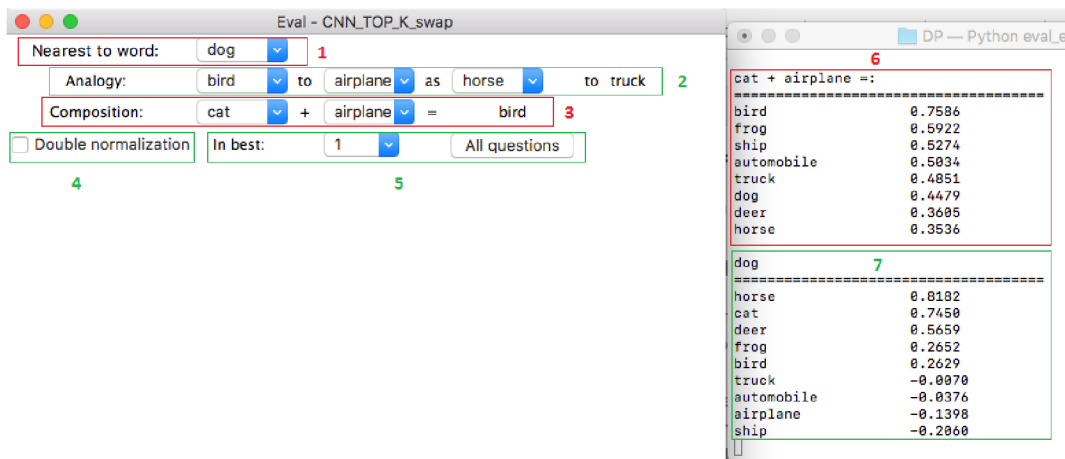 Eval - CNN_TOP_K_swap
Nearest to word: dog 1
Analogy: bird to airplane as horse to truck 2
Composition: cat + airplane = bird 3
Double normalization In best: 1 All questions
4 5
DP — Python eval_e
6
cat + airplane =:
=====================================
bird 0.7586
frog 0.5922
ship 0.5274
automobile 0.5034
truck 0.4851
dog 0.4479
deer 0.3605
horse 0.3536
dog 7
=====================================
horse 0.8182
cat 0.7450
deer 0.5659
frog 0.2652
bird 0.2629
truck -0.0070
automobile -0.0376
airplane -0.1398
ship -0.2060